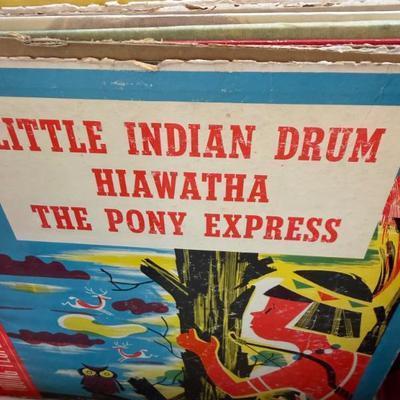 LITTLE INDIAN DRUM
HIAWATHA
THE PONY EXPRESS